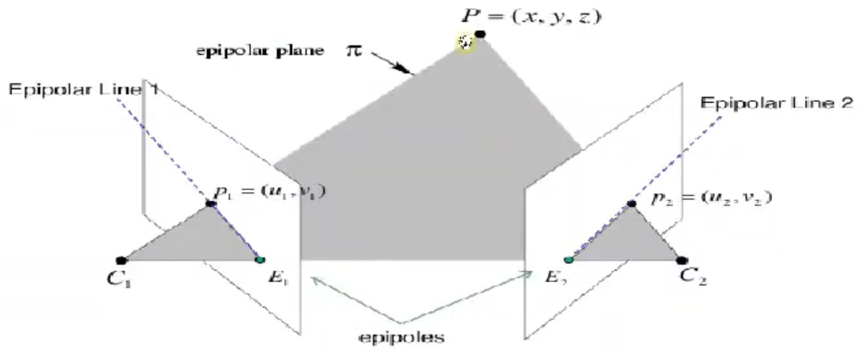 P = (x, y, z)
epipolar plane π
Epipolar Line 1
Epipolar Line 2
p₁ = (u₁, v₁)
p₂ = (u₂, v₂)
C₁
E₁
E₂
C₂
epipoles